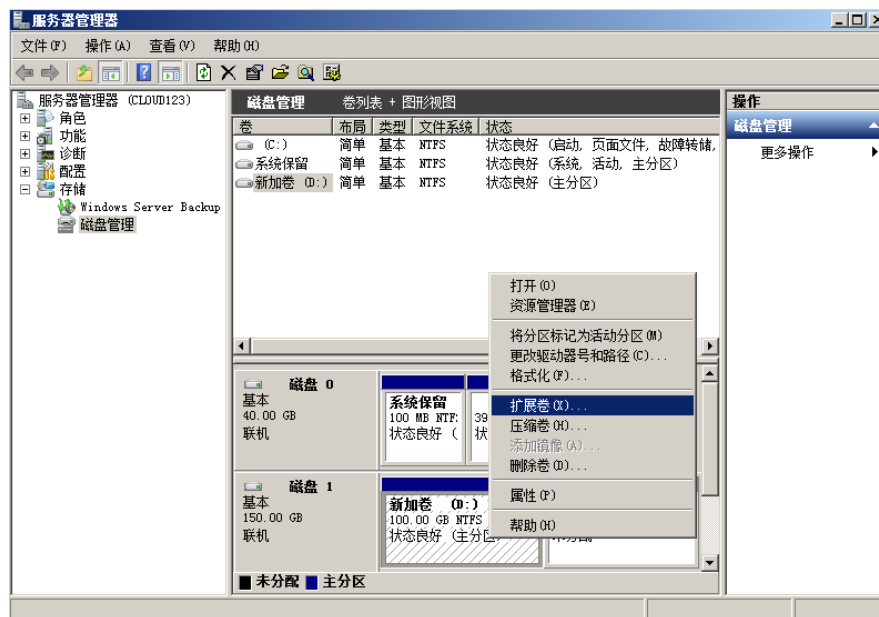 服务器管理器
文件(F) 操作(A) 查看(V) 帮助(H)
服务器管理器 (CLOUD123)
角色
功能
诊断
配置
存储
Windows Server Backup
磁盘管理
磁盘管理 卷列表 + 图形视图
卷 布局 类型 文件系统 状态
(C:) 简单 基本 NTFS 状态良好 (启动, 页面文件, 故障转储,
系统保留 简单 基本 NTFS 状态良好 (系统, 活动, 主分区)
新加卷 (D:) 简单 基本 NTFS 状态良好 (主分区)
打开(O)
资源管理器(E)
将分区标记为活动分区(M)
更改驱动器号和路径(C)...
格式化(F)...
扩展卷(X)...
压缩卷(H)...
添加镜像(A)...
删除卷(D)...
属性(P)
帮助(H)
磁盘 0
基本
40.00 GB
联机
系统保留
100 MB NTF:
状态良好 (
39
状
磁盘 1
基本
150.00 GB
联机
新加卷 (D:)
100.00 GB NTFS
状态良好 (主分区)
未分配
未分配 主分区
操作
磁盘管理
更多操作